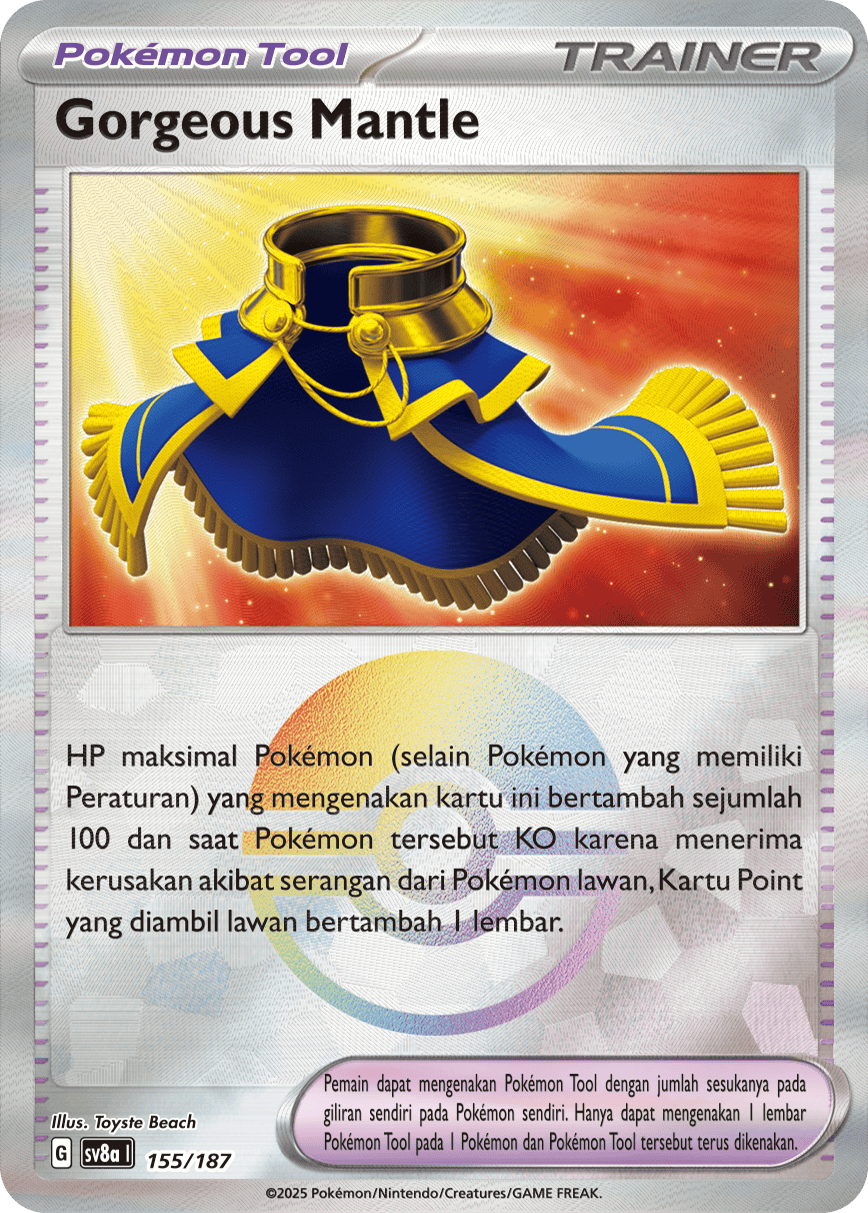 Pokémon Tool
TRAINER
Gorgeous Mantle
HP maksimal Pokémon (selain Pokémon yang memiliki
Peraturan) yang mengenakan kartu ini bertambah sejumlah
100 dan saat Pokémon tersebut KO karena menerima
kerusakan akibat serangan dari Pokémon lawan, Kartu Point
yang diambil lawan bertambah 1 lembar.
Pemain dapat mengenakan Pokémon Tool dengan jumlah sesukanya pada
giliran sendiri pada Pokémon sendiri. Hanya dapat mengenakan 1 lembar
Pokémon Tool pada 1 Pokémon dan Pokémon Tool tersebut terus dikenakan.
Illus. Toyste Beach
G sv8a I 155/187
©2025 Pokémon/Nintendo/Creatures/GAME FREAK.